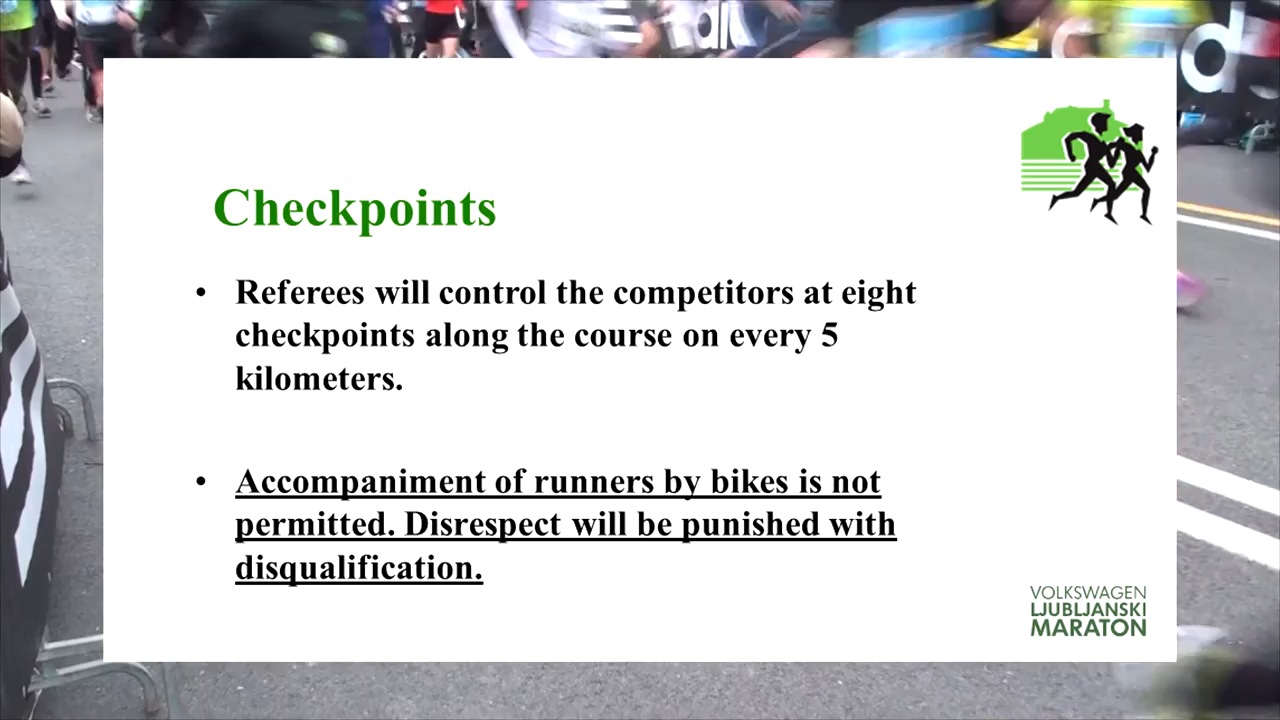 Checkpoints
• Referees will control the competitors at eight
checkpoints along the course on every 5
kilometers.
• Accompaniment of runners by bikes is not
permitted. Disrespect will be punished with
disqualification.
VOLKSWAGEN
LJUBLJANSKI
MARATON